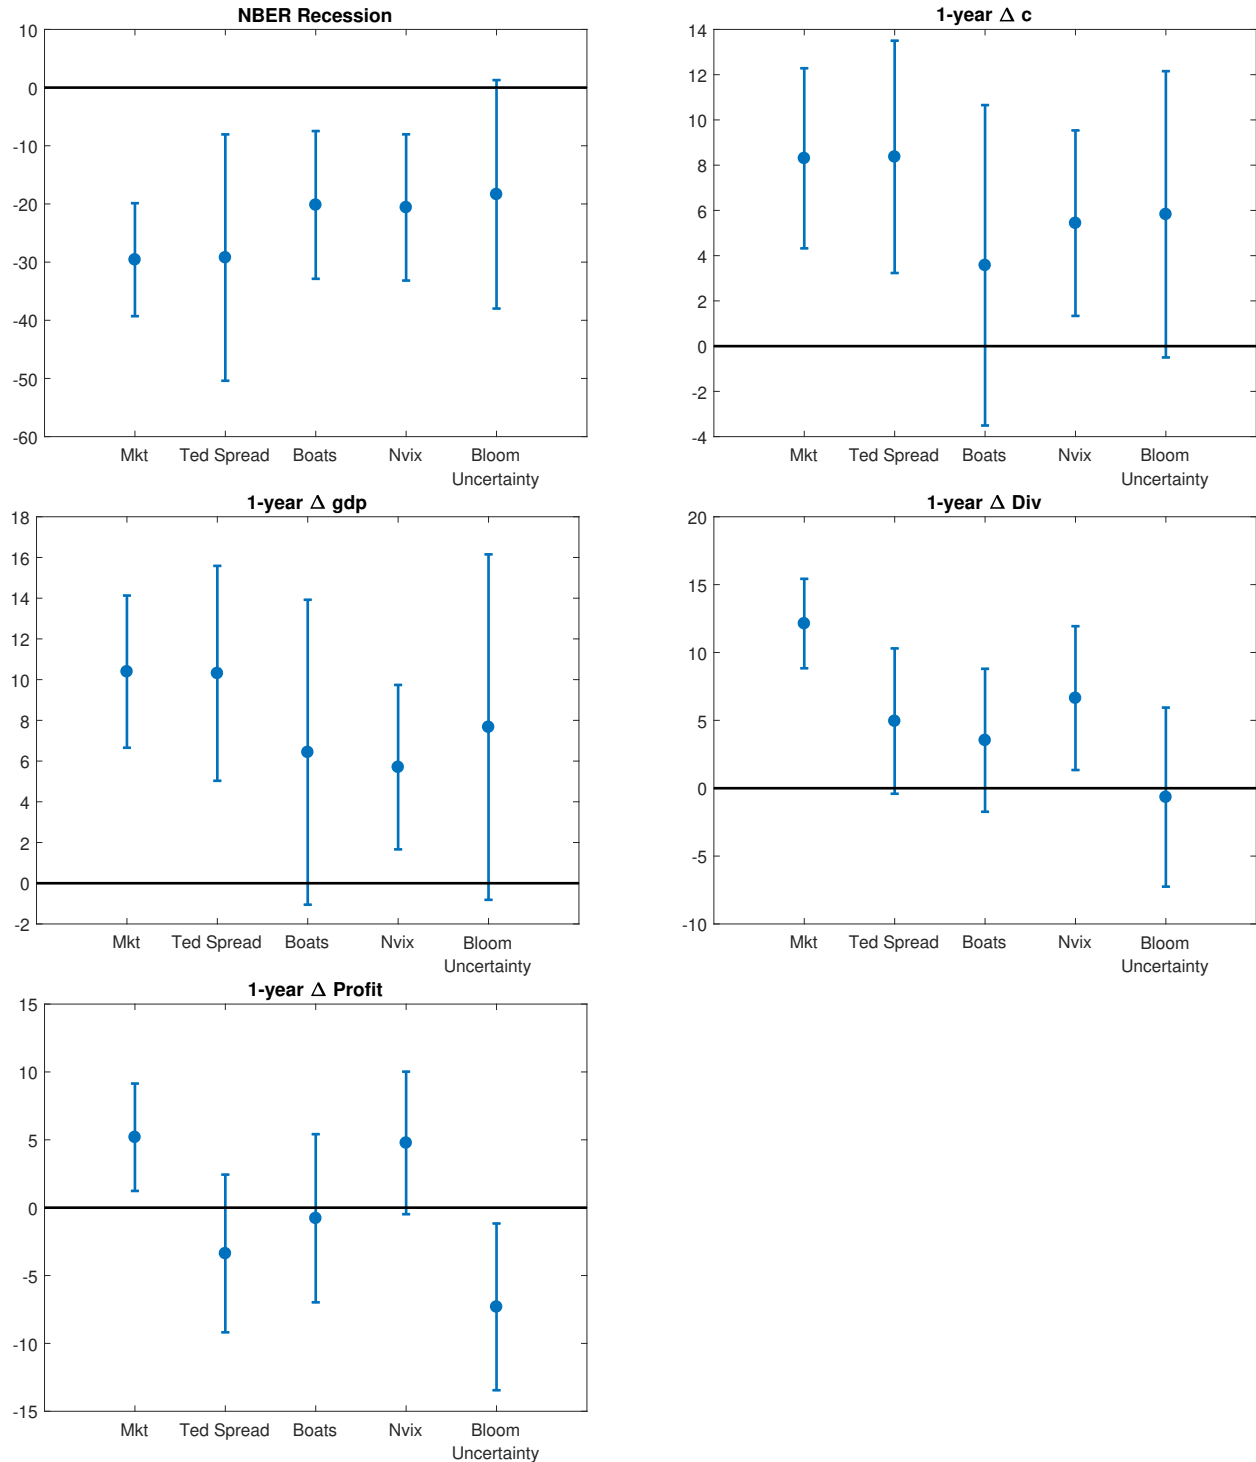 NBER Recession
10
0
-10
-20
-30
-40
-50
-60
Mkt Ted Spread Boats Nvix Bloom
Uncertainty
1-year Δ c
14
12
10
8
6
4
2
0
-2
-4
Mkt Ted Spread Boats Nvix Bloom
Uncertainty
1-year Δ gdp
18
16
14
12
10
8
6
4
2
0
-2
Mkt Ted Spread Boats Nvix Bloom
Uncertainty
1-year Δ Div
20
15
10
5
0
-5
-10
Mkt Ted Spread Boats Nvix Bloom
Uncertainty
1-year Δ Profit
15
10
5
0
-5
-10
-15
Mkt Ted Spread Boats Nvix Bloom
Uncertainty